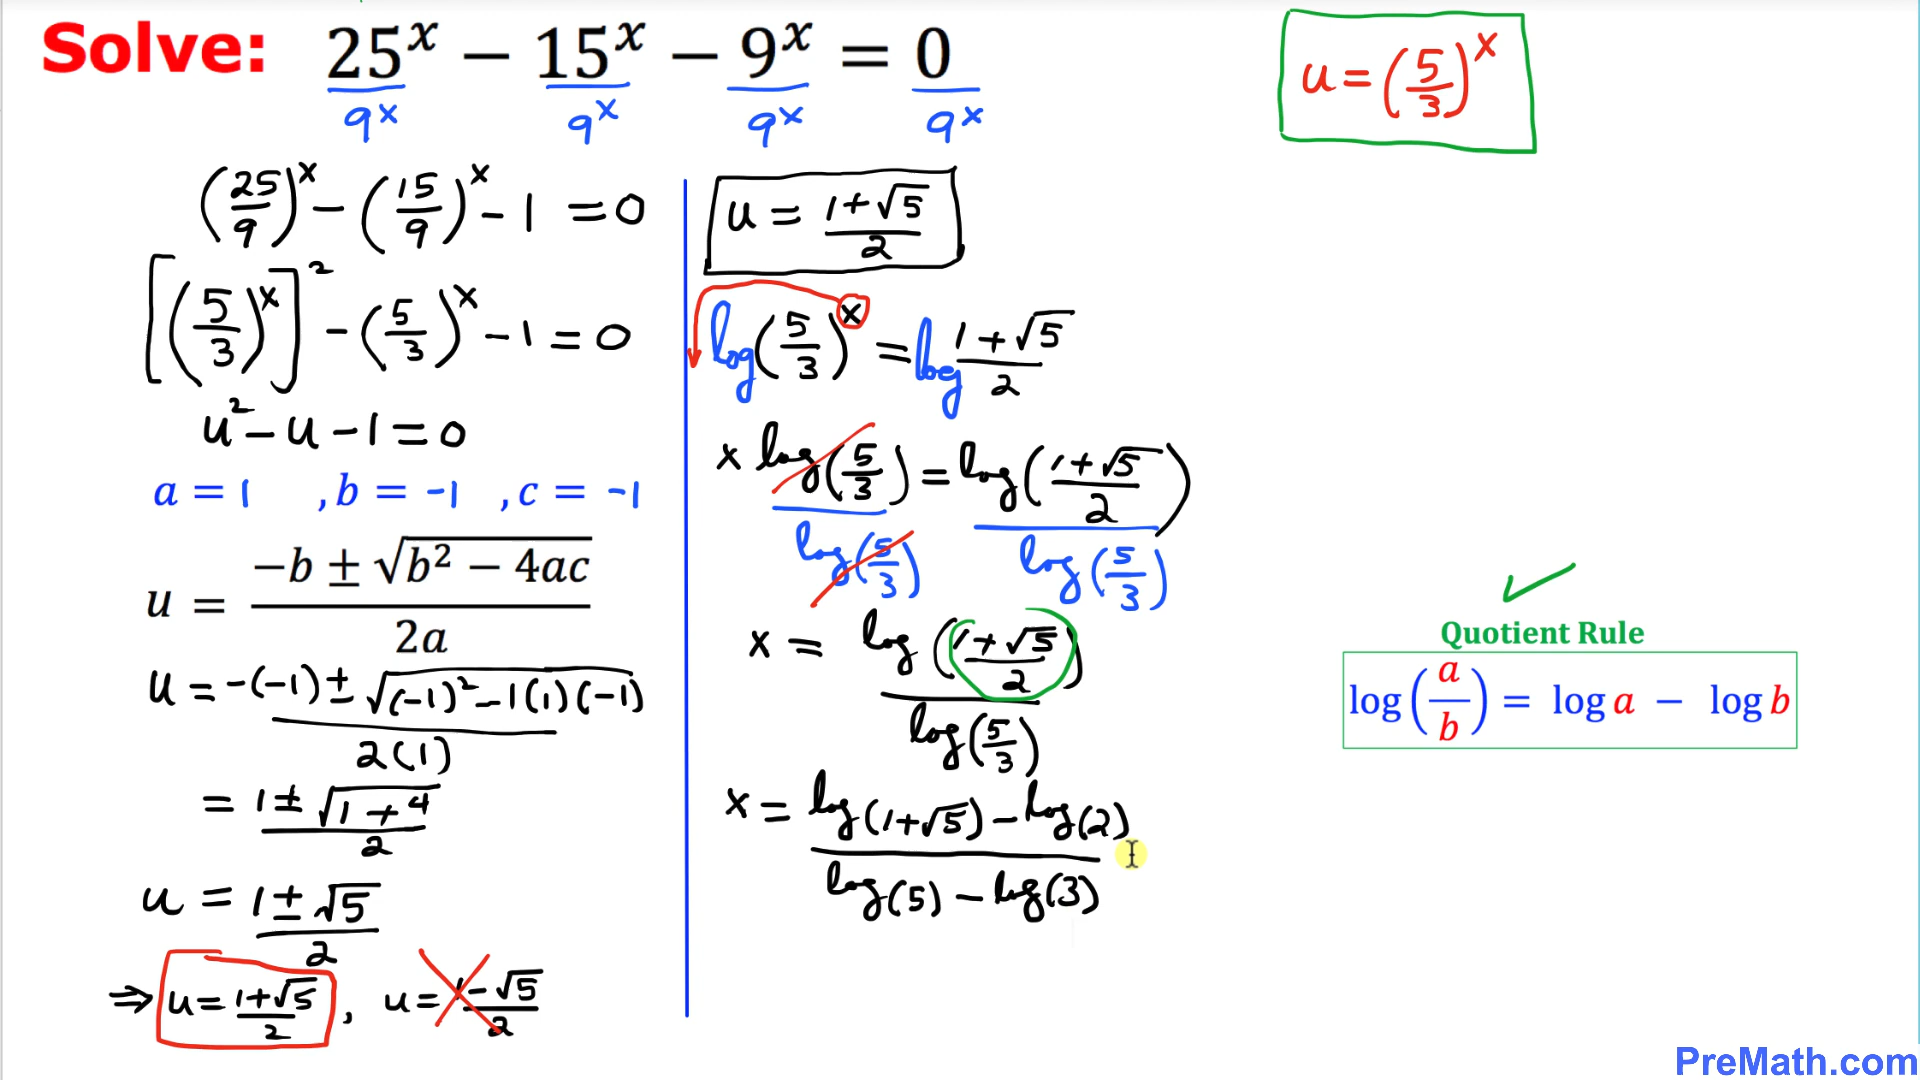 Solve: 25^x − 15^x − 9^x = 0
9^x 9^x 9^x 9^x
(25/9)^x − (15/9)^x − 1 = 0
[(5/3)^x]^2 − (5/3)^x − 1 = 0
u^2 − u − 1 = 0
a = 1 , b = −1 , c = −1
u = (−b ± √(b² − 4ac)) / 2a
u = (−(−1) ± √((−1)^2 − 1(1)(−1))) / 2(1)
= (1 ± √(1 + 4)) / 2
u = (1 ± √5) / 2
⇒ u = (1+√5)/2 , u = (1−√5)/2
u = (1+√5)/2
log(5/3)^x = log (1+√5)/2
x log(5/3) = log((1+√5)/2)
log(5/3) log(5/3)
x = log((1+√5)/2) / log(5/3)
x = (log(1+√5) − log(2)) / (log(5) − log(3))
u = (5/3)^x
✓
Quotient Rule
log(a/b) = log a − log b
PreMath.com